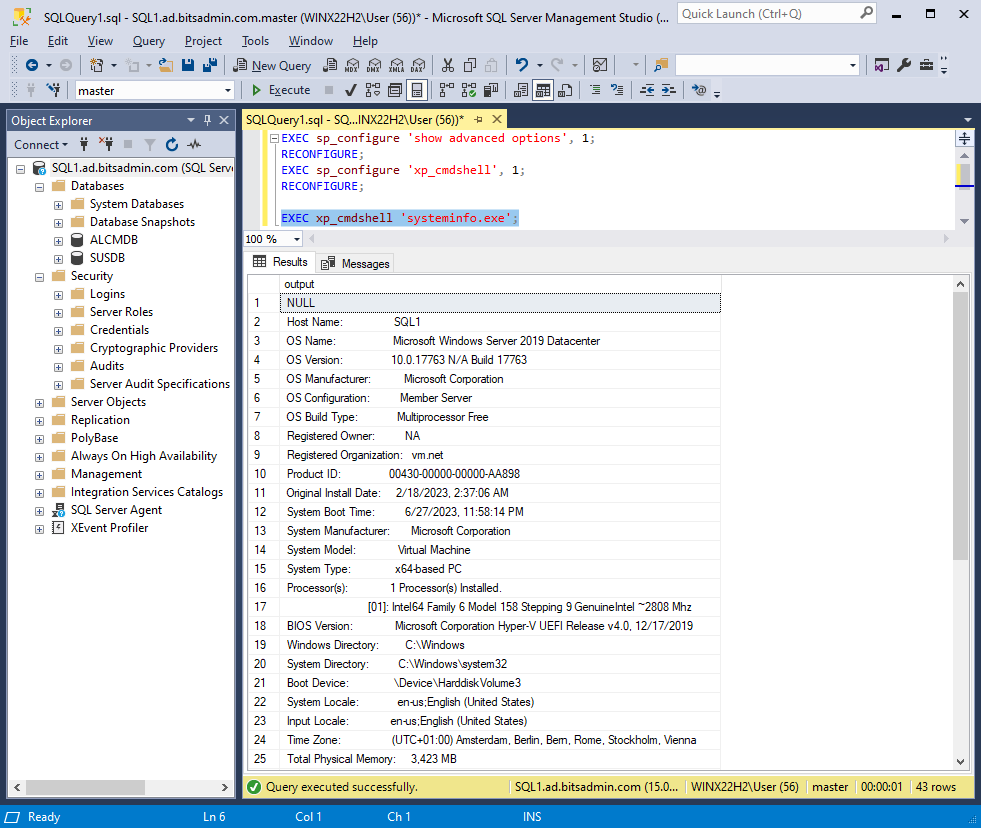 SQLQuery1.sql - SQL1.ad.bitsadmin.com.master (WINX22H2\User (56))* - Microsoft SQL Server Management Studio (...
Quick Launch (Ctrl+Q)
File Edit View Query Project Tools Window Help
New Query
MDX DMX XMLA DAX
master
Execute
Object Explorer
Connect
SQL1.ad.bitsadmin.com (SQL Serve
Databases
System Databases
Database Snapshots
ALCMDB
SUSDB
Security
Logins
Server Roles
Credentials
Cryptographic Providers
Audits
Server Audit Specifications
Server Objects
Replication
PolyBase
Always On High Availability
Management
Integration Services Catalogs
SQL Server Agent
XEvent Profiler
SQLQuery1.sql - SQ...INX22H2\User (56))*
EXEC sp_configure 'show advanced options', 1;
RECONFIGURE;
EXEC sp_configure 'xp_cmdshell', 1;
RECONFIGURE;
EXEC xp_cmdshell 'systeminfo.exe';
100 %
Results Messages
output
1 NULL
2 Host Name: SQL1
3 OS Name: Microsoft Windows Server 2019 Datacenter
4 OS Version: 10.0.17763 N/A Build 17763
5 OS Manufacturer: Microsoft Corporation
6 OS Configuration: Member Server
7 OS Build Type: Multiprocessor Free
8 Registered Owner: NA
9 Registered Organization: vm.net
10 Product ID: 00430-00000-00000-AA898
11 Original Install Date: 2/18/2023, 2:37:06 AM
12 System Boot Time: 6/27/2023, 11:58:14 PM
13 System Manufacturer: Microsoft Corporation
14 System Model: Virtual Machine
15 System Type: x64-based PC
16 Processor(s): 1 Processor(s) Installed.
17 [01]: Intel64 Family 6 Model 158 Stepping 9 GenuineIntel ~2808 Mhz
18 BIOS Version: Microsoft Corporation Hyper-V UEFI Release v4.0, 12/17/2019
19 Windows Directory: C:\Windows
20 System Directory: C:\Windows\system32
21 Boot Device: \Device\HarddiskVolume3
22 System Locale: en-us;English (United States)
23 Input Locale: en-us;English (United States)
24 Time Zone: (UTC+01:00) Amsterdam, Berlin, Bern, Rome, Stockholm, Vienna
25 Total Physical Memory: 3,423 MB
Query executed successfully. SQL1.ad.bitsadmin.com (15.0... WINX22H2\User (56) master 00:00:01 43 rows
Ready Ln 6 Col 1 Ch 1 INS